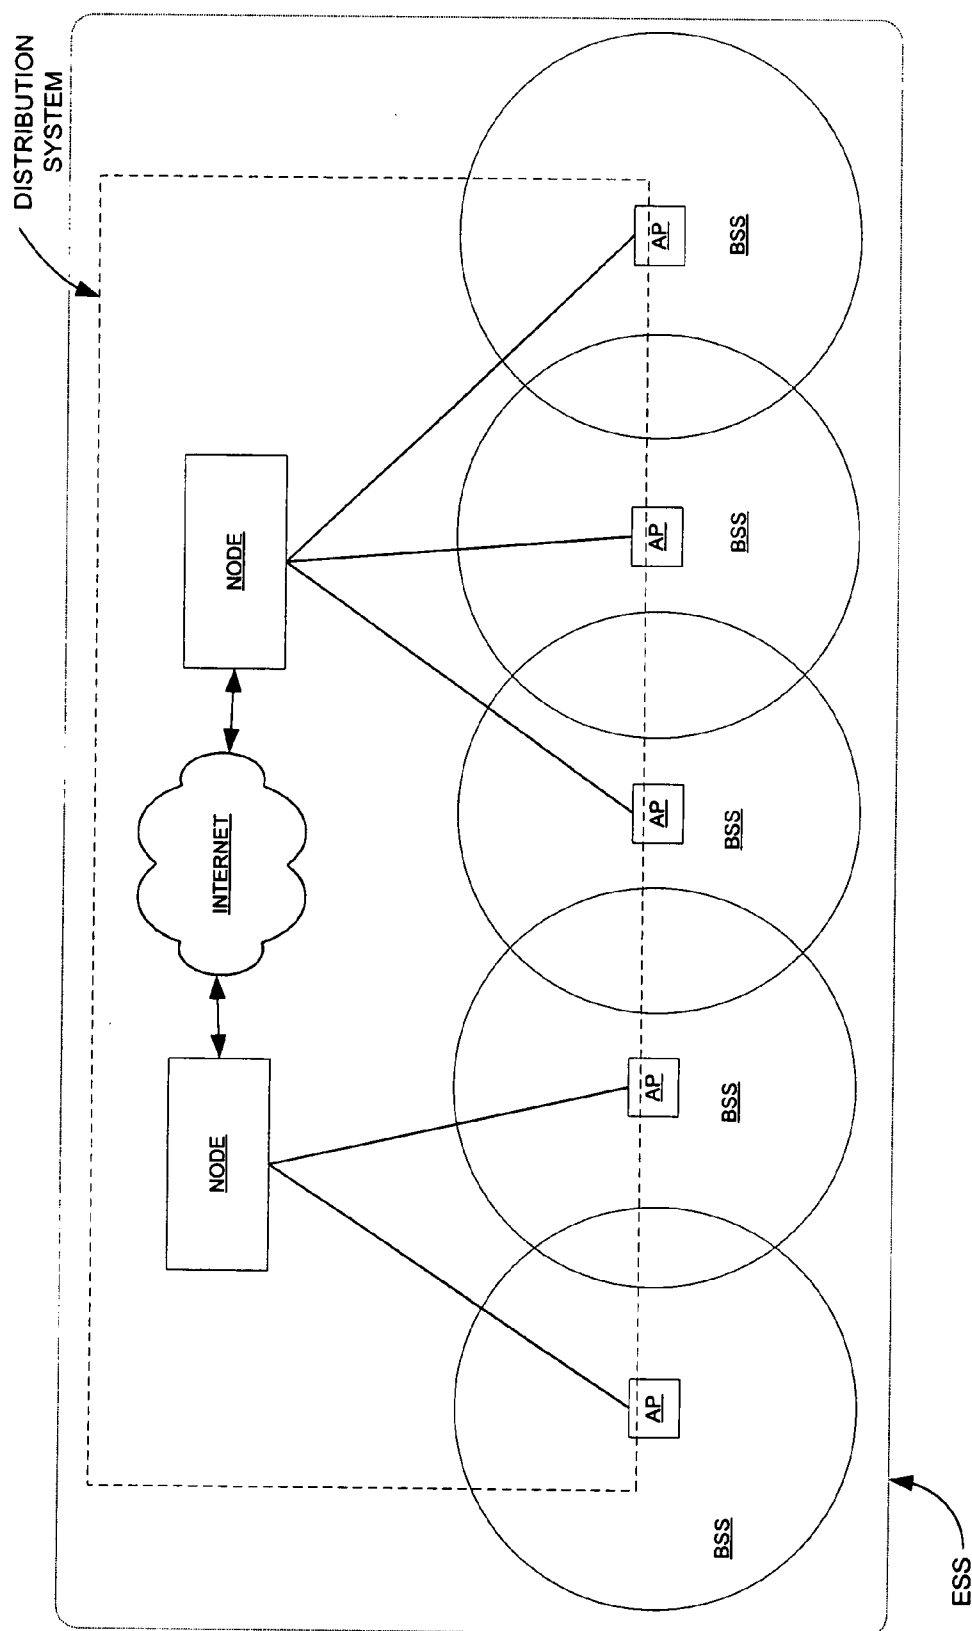 DISTRIBUTION
SYSTEM
NODE
INTERNET
NODE
AP
AP
AP
AP
AP
BSS
BSS
BSS
BSS
BSS
ESS